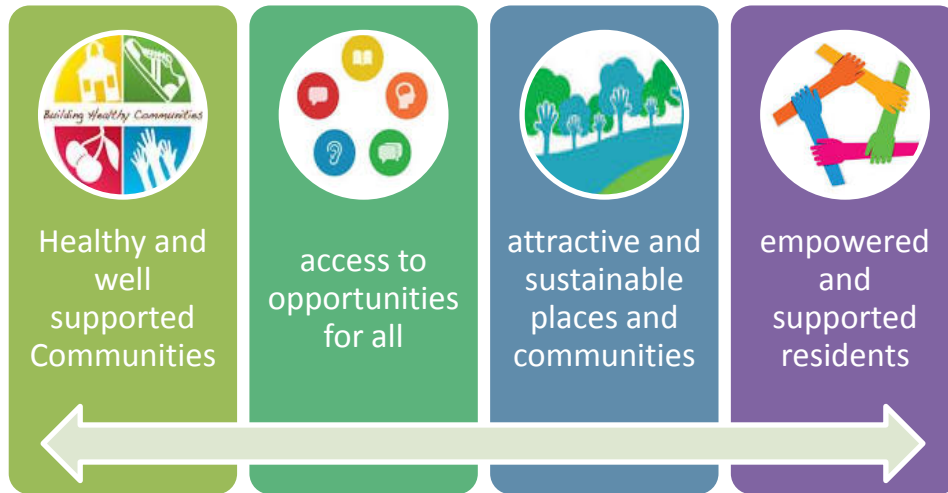 Building Healthy Communities
Healthy and
well
supported
Communities
access to
opportunities
for all
attractive and
sustainable
places and
communities
empowered
and
supported
residents